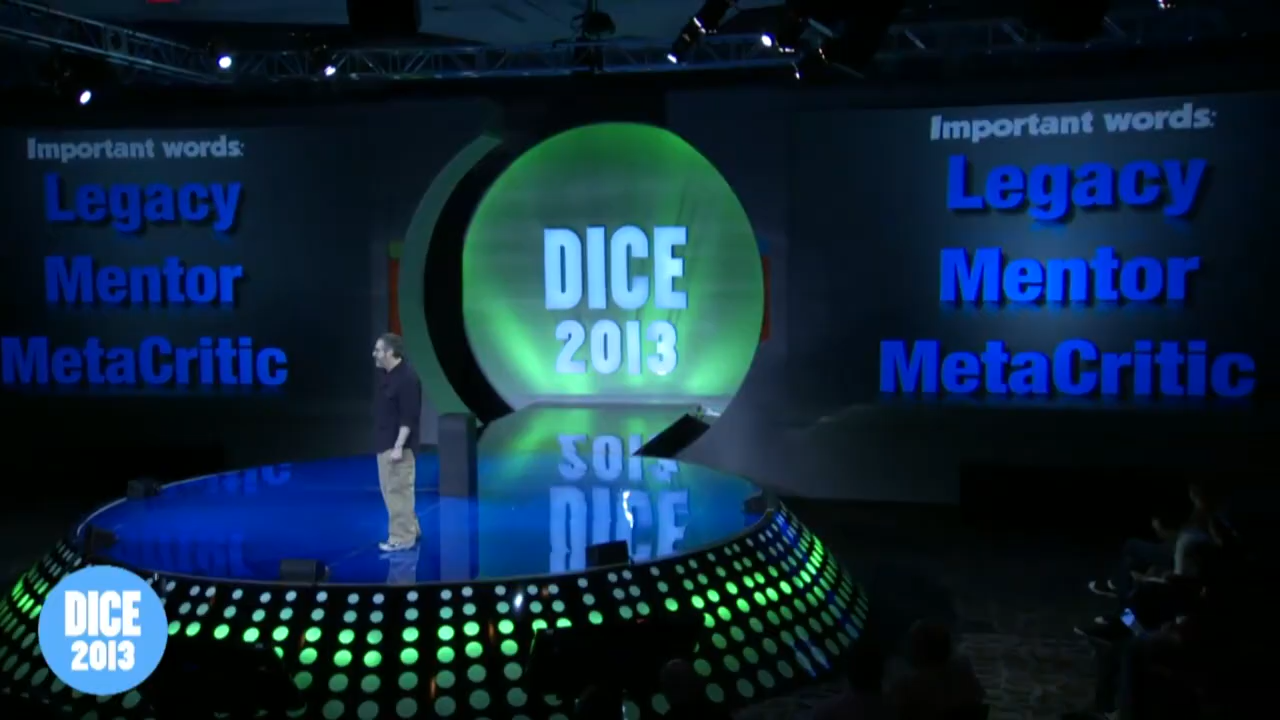 Important words:
Legacy
Mentor
MetaCritic
DICE
2013
Important words:
Legacy
Mentor
MetaCritic
DICE
2013